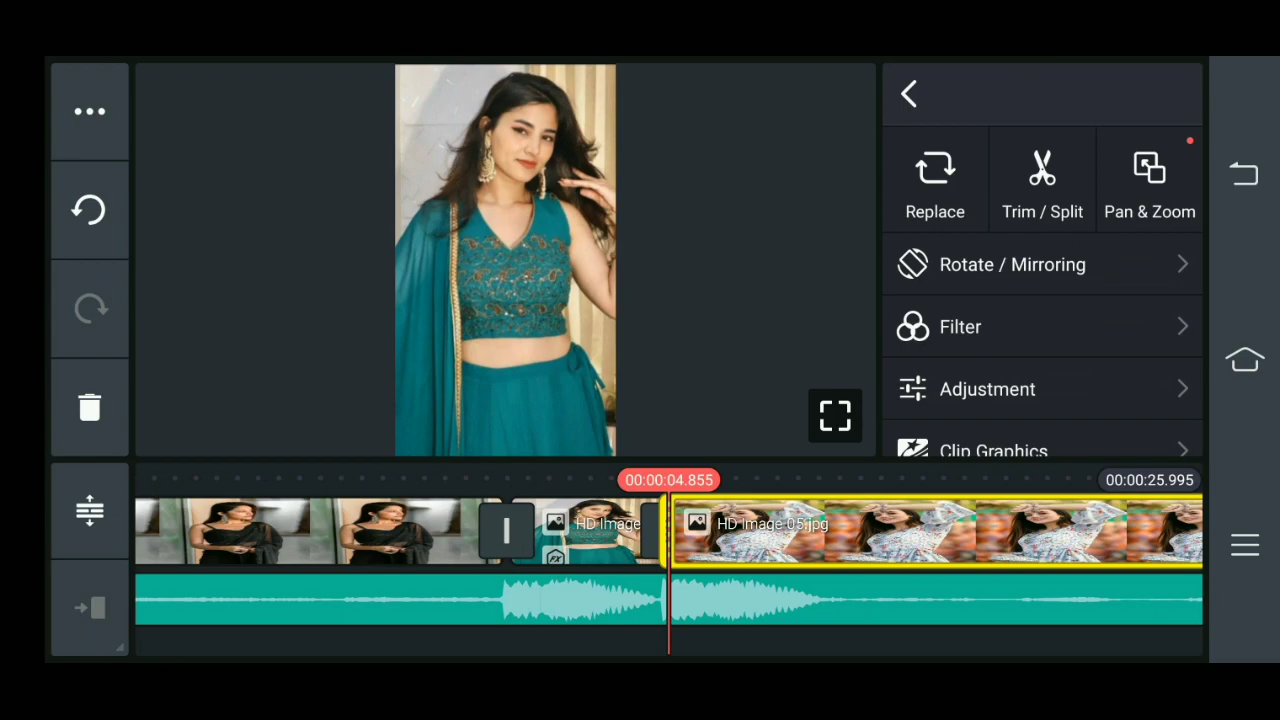 Replace
Trim / Split
Pan & Zoom
Rotate / Mirroring
Filter
Adjustment
Clip Graphics
00:00:04.855
00:00:25.995
HD Image
HD Image 05.jpg
FX